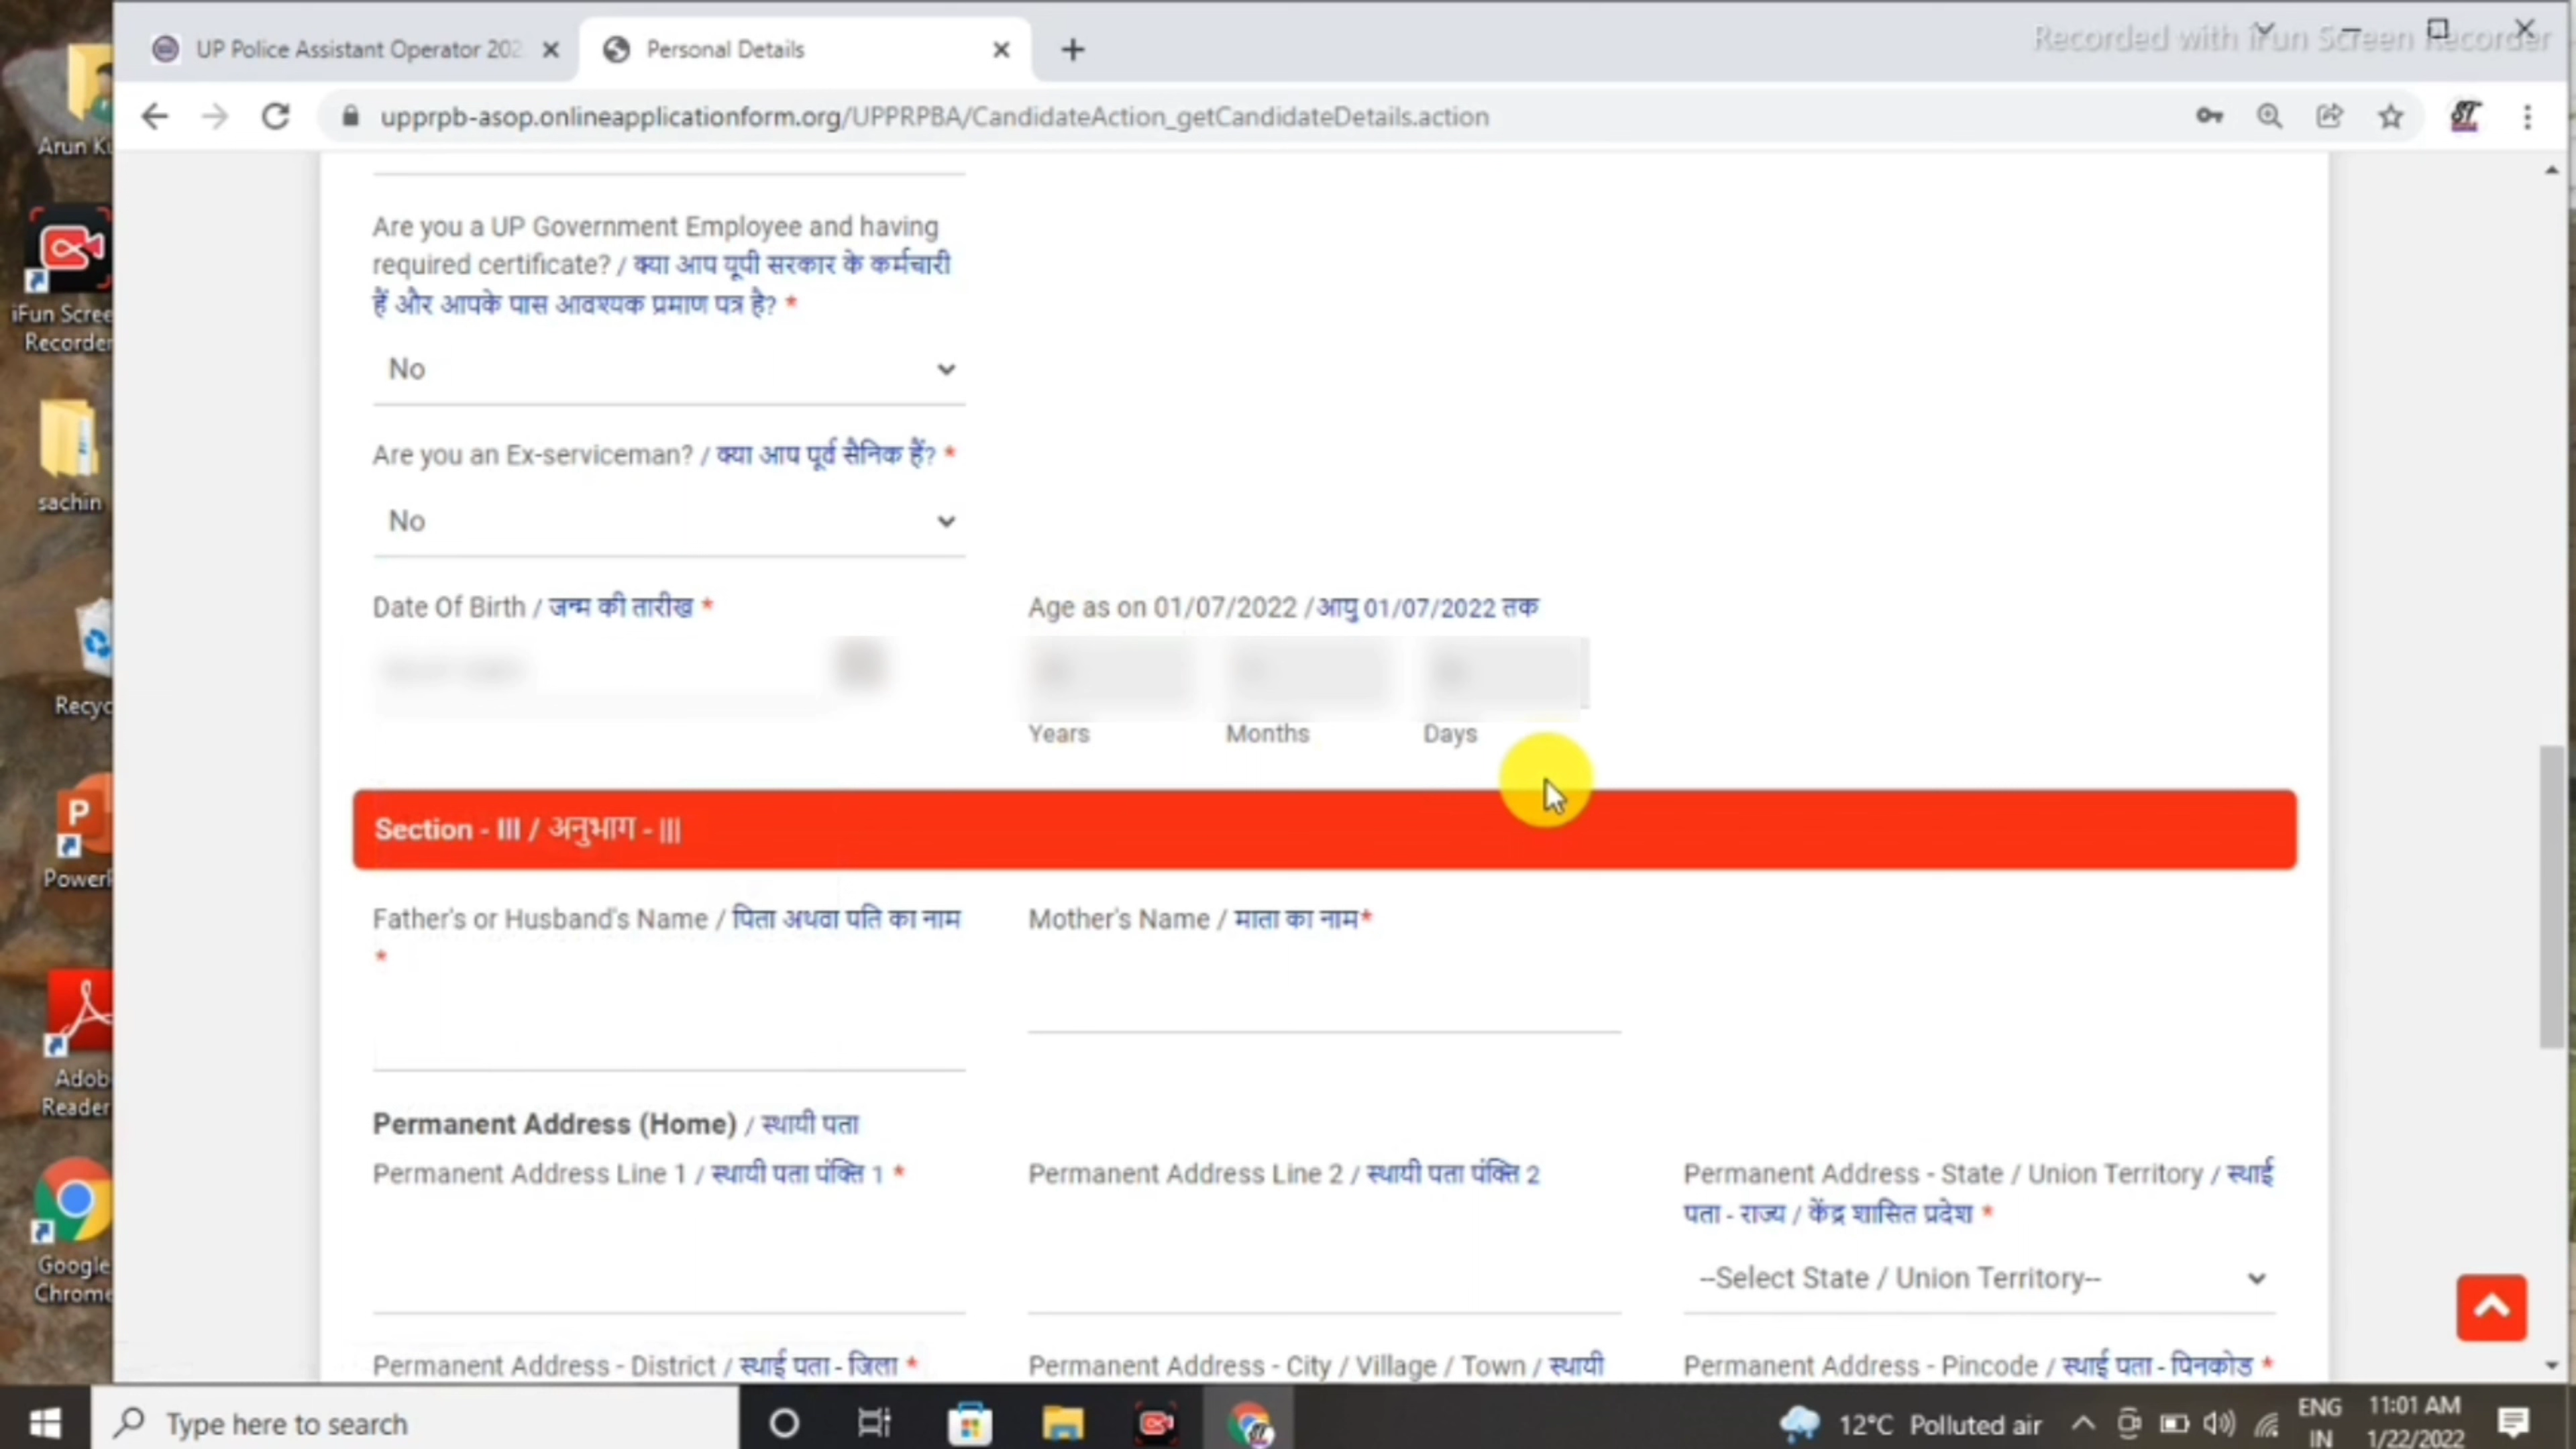 UP Police Assistant Operator 202
Personal Details
Recorded with iFun Screen Recorder
upprpb-asop.onlineapplicationform.org/UPPRPBA/CandidateAction_getCandidateDetails.action
Arun Ku
iFun Scree
Recorder
sachin
Recyc
PowerP
Adob
Reader
Google
Chrome
Are you a UP Government Employee and having
required certificate? / क्या आप यूपी सरकार के कर्मचारी
हैं और आपके पास आवश्यक प्रमाण पत्र है? *
No
Are you an Ex-serviceman? / क्या आप पूर्व सैनिक हैं? *
No
Date Of Birth / जन्म की तारीख *
Age as on 01/07/2022 /आयु 01/07/2022 तक
Years Months Days
Section - III / अनुभाग - III
Father's or Husband's Name / पिता अथवा पति का नाम
*
Mother's Name / माता का नाम*
Permanent Address (Home) / स्थायी पता
Permanent Address Line 1 / स्थायी पता पंक्ति 1 *
Permanent Address Line 2 / स्थायी पता पंक्ति 2
Permanent Address - State / Union Territory / स्थाई
पता - राज्य / केंद्र शासित प्रदेश *
--Select State / Union Territory--
Permanent Address - District / स्थाई पता - जिला *
Permanent Address - City / Village / Town / स्थायी
Permanent Address - Pincode / स्थाई पता - पिनकोड *
Type here to search
12°C Polluted air
ENG
IN
11:01 AM
1/22/2022